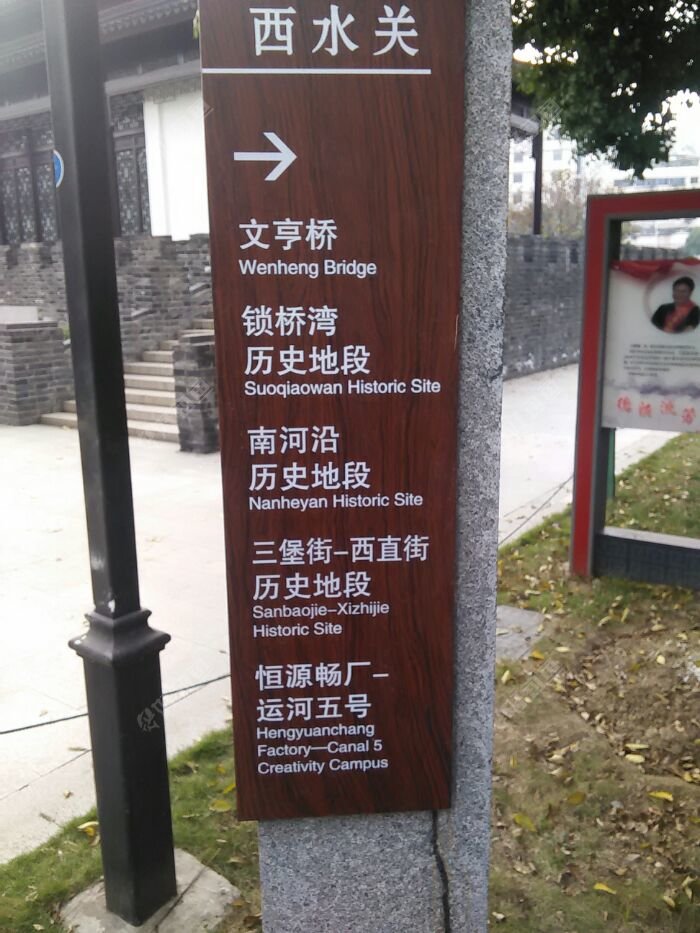 西水关
文亨桥
Wenheng Bridge
锁桥湾
历史地段
Suoqiaowan Historic Site
南河沿
历史地段
Nanheyan Historic Site
三堡街-西直街
历史地段
Sanbaojie-Xizhijie
Historic Site
恒源畅厂-
运河五号
Hengyuanchang
Factory—Canal 5
Creativity Campus